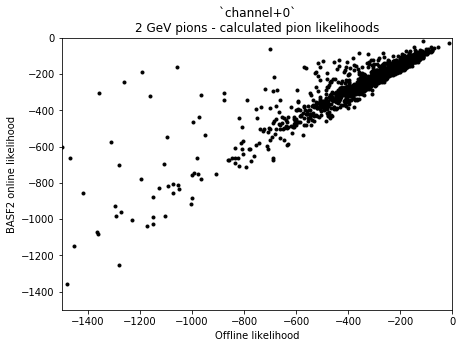 `channel+0`
2 GeV pions - calculated pion likelihoods
0
−200
−400
−600
−800
−1000
−1200
−1400
BASF2 online likelihood
−1400 −1200 −1000 −800 −600 −400 −200 0
Offline likelihood